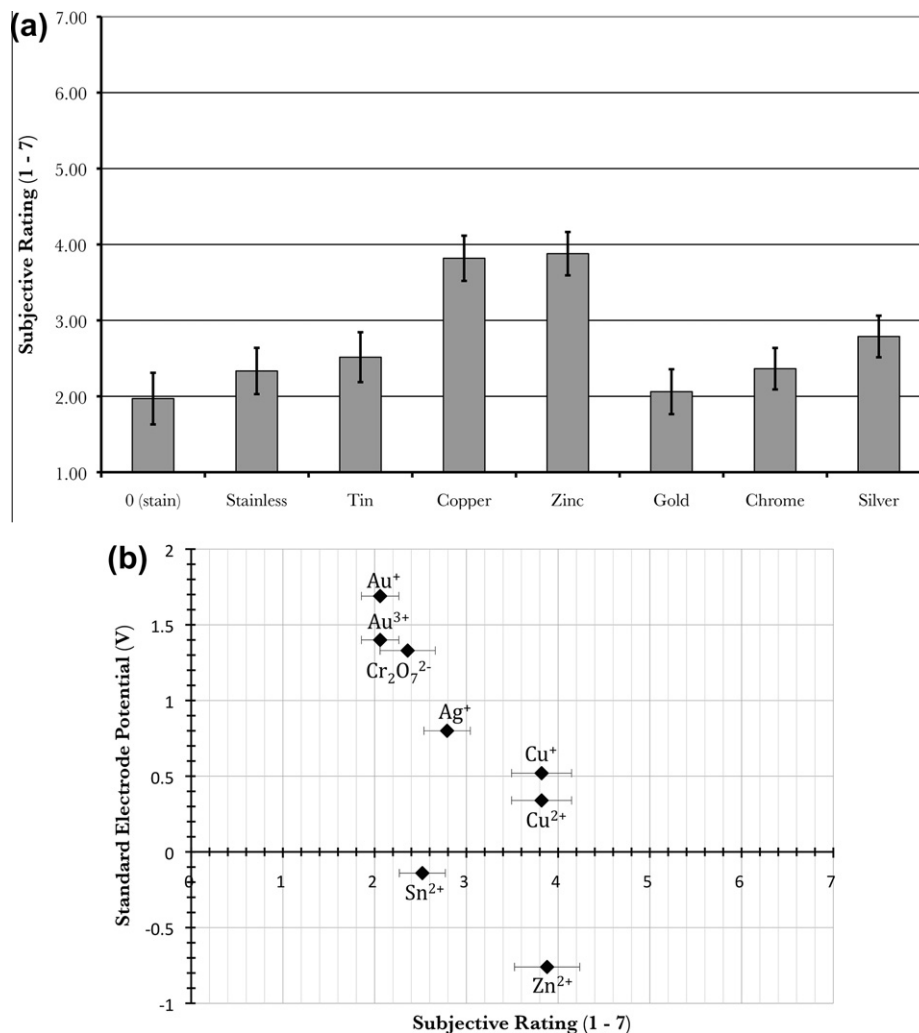 (a)
Subjective Rating (1 - 7)
7.00
6.00
5.00
4.00
3.00
2.00
1.00
0 (stain) Stainless Tin Copper Zinc Gold Chrome Silver
(b)
Standard Electrode Potential (V)
2
1.5
1
0.5
0
-0.5
-1
Au⁺
Au³⁺
Cr₂O₇²⁻
Ag⁺
Cu⁺
Cu²⁺
0 1 2 3 4 5 6 7
Sn²⁺
Zn²⁺
Subjective Rating (1 - 7)